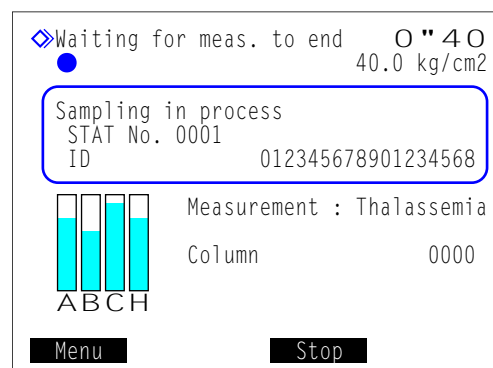 Waiting for meas. to end 0"40
40.0 kg/cm2
Sampling in process
STAT No. 0001
ID 012345678901234568
Measurement : Thalassemia
Column 0000
ABCH
Menu Stop